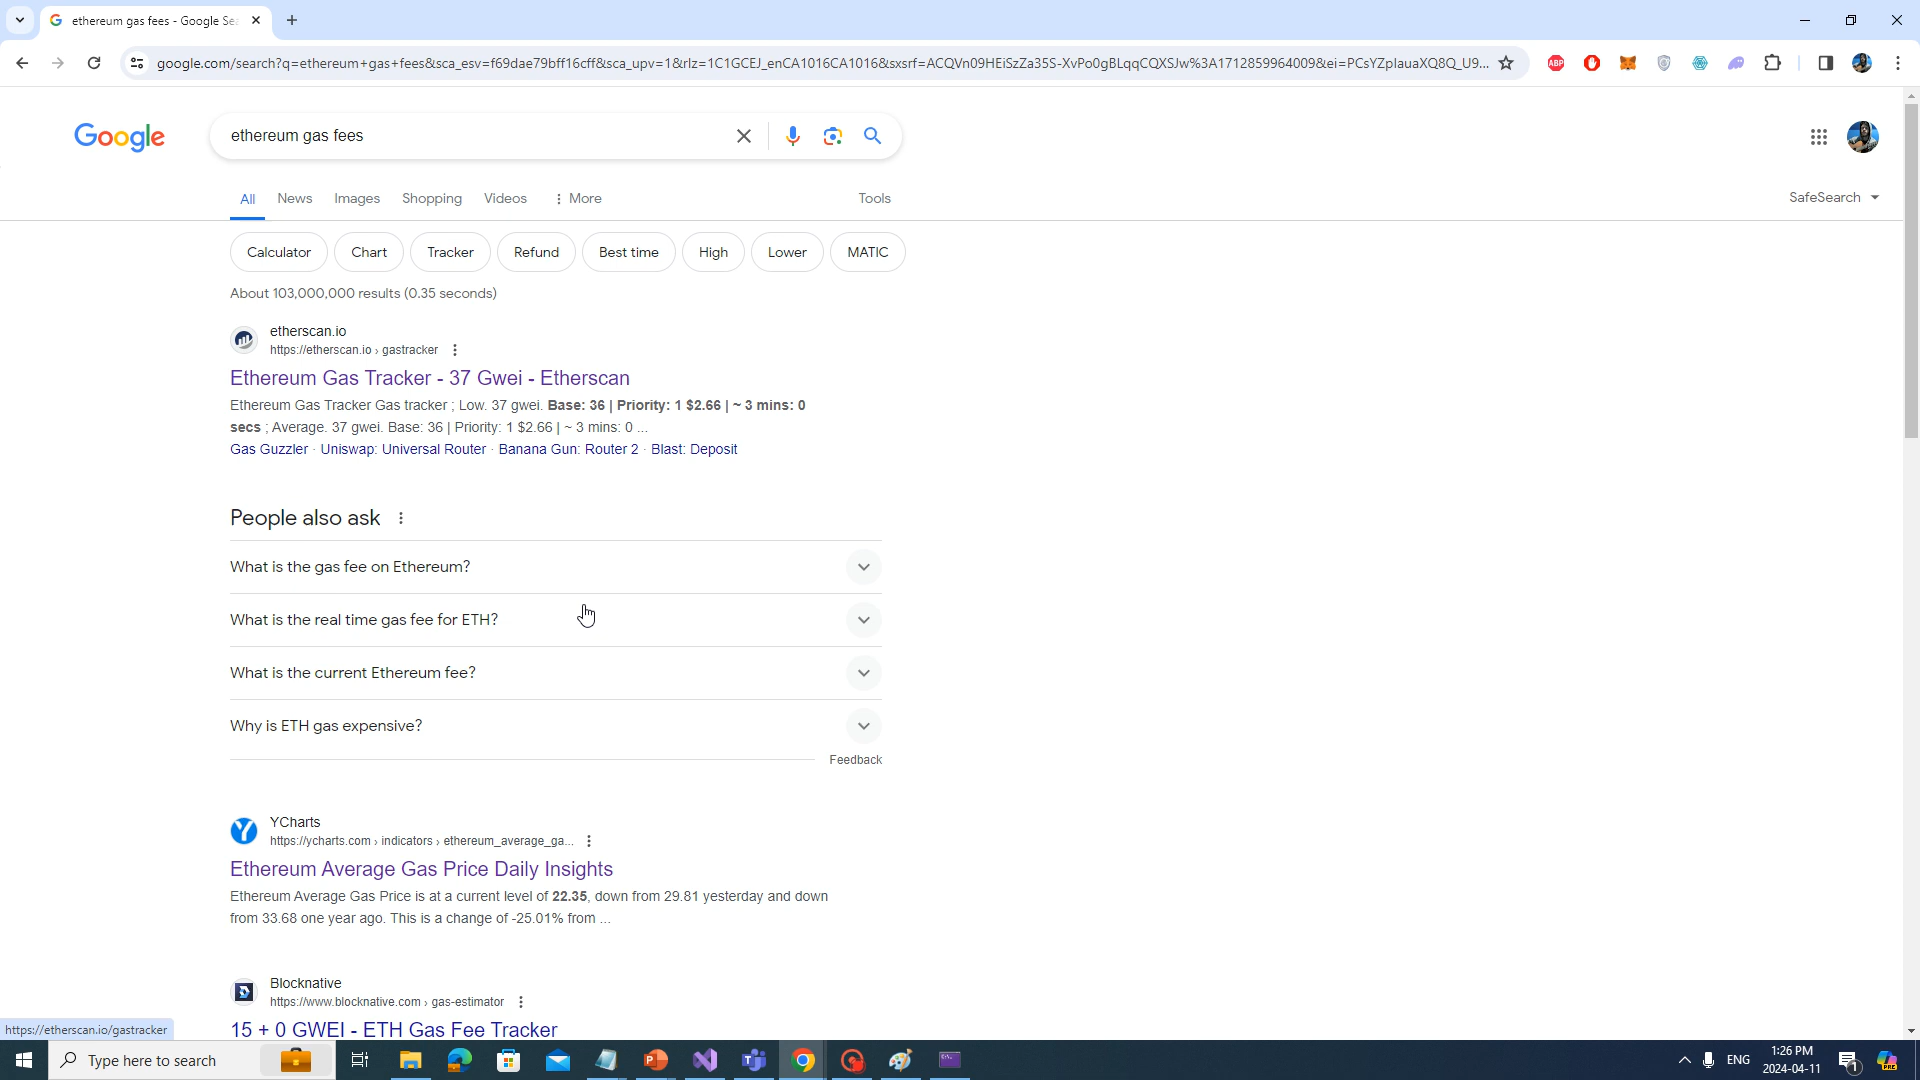 ethereum gas fees - Google Se
google.com/search?q=ethereum+gas+fees&sca_esv=f69dae79bff16cff&sca_upv=1&rlz=1C1GCEJ_enCA1016CA1016&sxsrf=ACQVn09HEiSzZa35S-XvPo0gBLqqCQXSJw%3A1712859964009&ei=PCsYZplauaXQ8Q_U9...
ABP
Google
ethereum gas fees
All News Images Shopping Videos More Tools SafeSearch
Calculator Chart Tracker Refund Best time High Lower MATIC
About 103,000,000 results (0.35 seconds)
etherscan.io
https://etherscan.io › gastracker
Ethereum Gas Tracker - 37 Gwei - Etherscan
Ethereum Gas Tracker Gas tracker ; Low. 37 gwei. Base: 36 | Priority: 1 $2.66 | ~ 3 mins: 0
secs ; Average. 37 gwei. Base: 36 | Priority: 1 $2.66 | ~ 3 mins: 0 ...
Gas Guzzler · Uniswap: Universal Router · Banana Gun: Router 2 · Blast: Deposit
People also ask
What is the gas fee on Ethereum?
What is the real time gas fee for ETH?
What is the current Ethereum fee?
Why is ETH gas expensive?
Feedback
YCharts
https://ycharts.com › indicators › ethereum_average_ga...
Ethereum Average Gas Price Daily Insights
Ethereum Average Gas Price is at a current level of 22.35, down from 29.81 yesterday and down
from 33.68 one year ago. This is a change of -25.01% from ...
Blocknative
https://www.blocknative.com › gas-estimator
15 + 0 GWEI - ETH Gas Fee Tracker
https://etherscan.io/gastracker
Type here to search
ENG
1:26 PM
2024-04-11
1
PRE